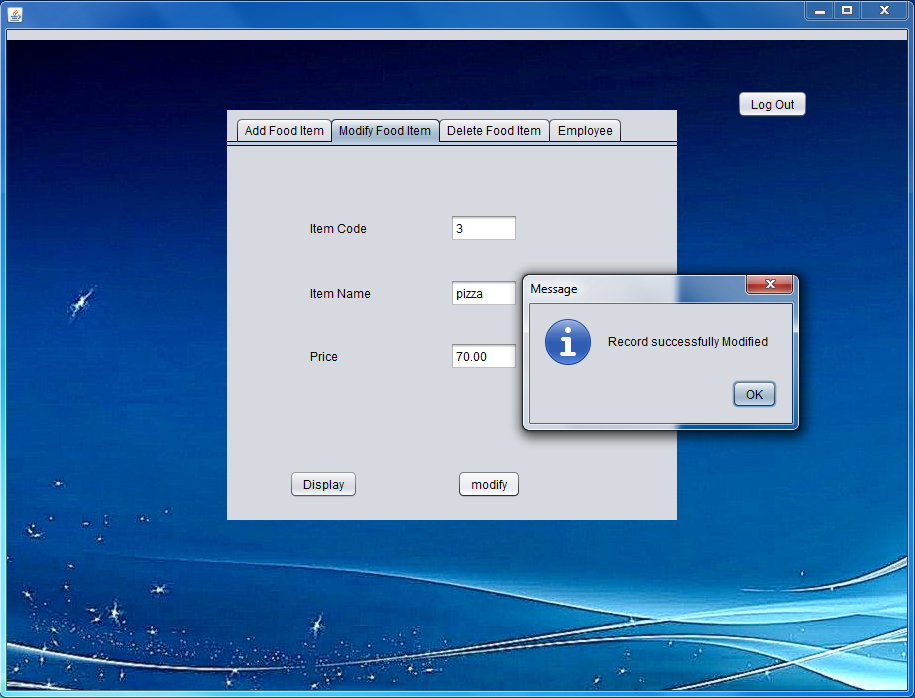 Log Out
Add Food Item Modify Food Item Delete Food Item Employee
Item Code 3
Item Name pizza
Price 70.00
Message
Record successfully Modified
OK
Display modify